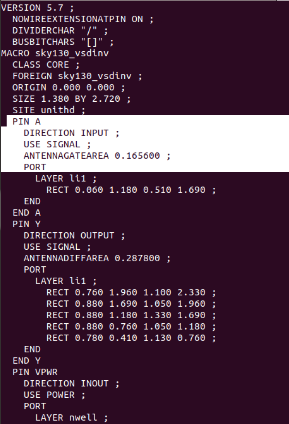 VERSION 5.7 ;
NOWIREEXTENSIONATPIN ON ;
DIVIDERCHAR "/" ;
BUSBITCHARS "[]" ;
MACRO sky130_vsdinv
CLASS CORE ;
FOREIGN sky130_vsdinv ;
ORIGIN 0.000 0.000 ;
SIZE 1.380 BY 2.720 ;
SITE unithd ;
PIN A
DIRECTION INPUT ;
USE SIGNAL ;
ANTENNAGATEAREA 0.165600 ;
PORT
LAYER li1 ;
RECT 0.060 1.180 0.510 1.690 ;
END
END A
PIN Y
DIRECTION OUTPUT ;
USE SIGNAL ;
ANTENNADIFFAREA 0.287800 ;
PORT
LAYER li1 ;
RECT 0.760 1.960 1.100 2.330 ;
RECT 0.880 1.690 1.050 1.960 ;
RECT 0.880 1.180 1.330 1.690 ;
RECT 0.880 0.760 1.050 1.180 ;
RECT 0.780 0.410 1.130 0.760 ;
END
END Y
PIN VPWR
DIRECTION INOUT ;
USE POWER ;
PORT
LAYER nwell ;